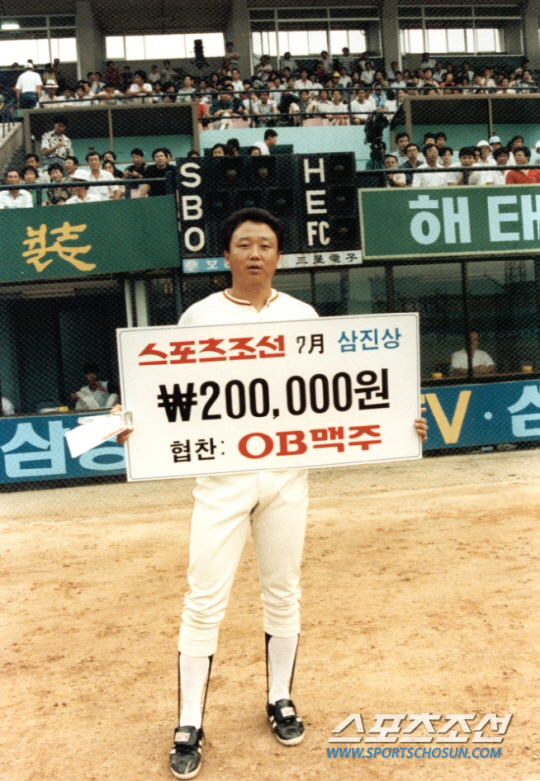 S H
B E
O FC
装
해태
三星電子
스포츠조선 7月 삼진상
₩200,000원
협찬: OB맥주
삼성
TV·삼
스포츠조선
WWW.SPORTSCHOSUN.COM